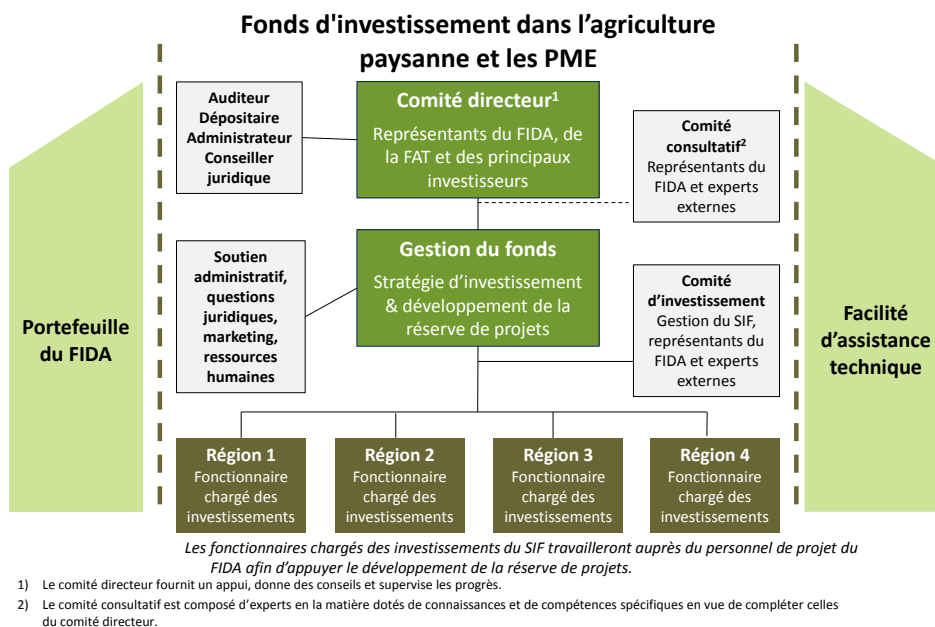 Fonds d'investissement dans l’agriculture
paysanne et les PME
Portefeuille
du FIDA
Auditeur
Dépositaire
Administrateur
Conseiller
juridique
Comité directeur¹
Représentants du FIDA, de
la FAT et des principaux
investisseurs
Comité
consultatif²
Représentants du
FIDA et experts
externes
Soutien
administratif,
questions
juridiques,
marketing,
ressources
humaines
Gestion du fonds
Stratégie d’investissement
& développement de la
réserve de projets
Comité
d’investissement
Gestion du SIF,
représentants du
FIDA et experts
externes
Facilité
d’assistance
technique
Région 1
Fonctionnaire
chargé des
investissements
Région 2
Fonctionnaire
chargé des
investissements
Région 3
Fonctionnaire
chargé des
investissements
Région 4
Fonctionnaire
chargé des
investissements
Les fonctionnaires chargés des investissements du SIF travailleront auprès du personnel de projet du
FIDA afin d’appuyer le développement de la réserve de projets.
1) Le comité directeur fournit un appui, donne des conseils et supervise les progrès.
2) Le comité consultatif est composé d’experts en la matière dotés de connaissances et de compétences spécifiques en vue de compléter celles
du comité directeur.